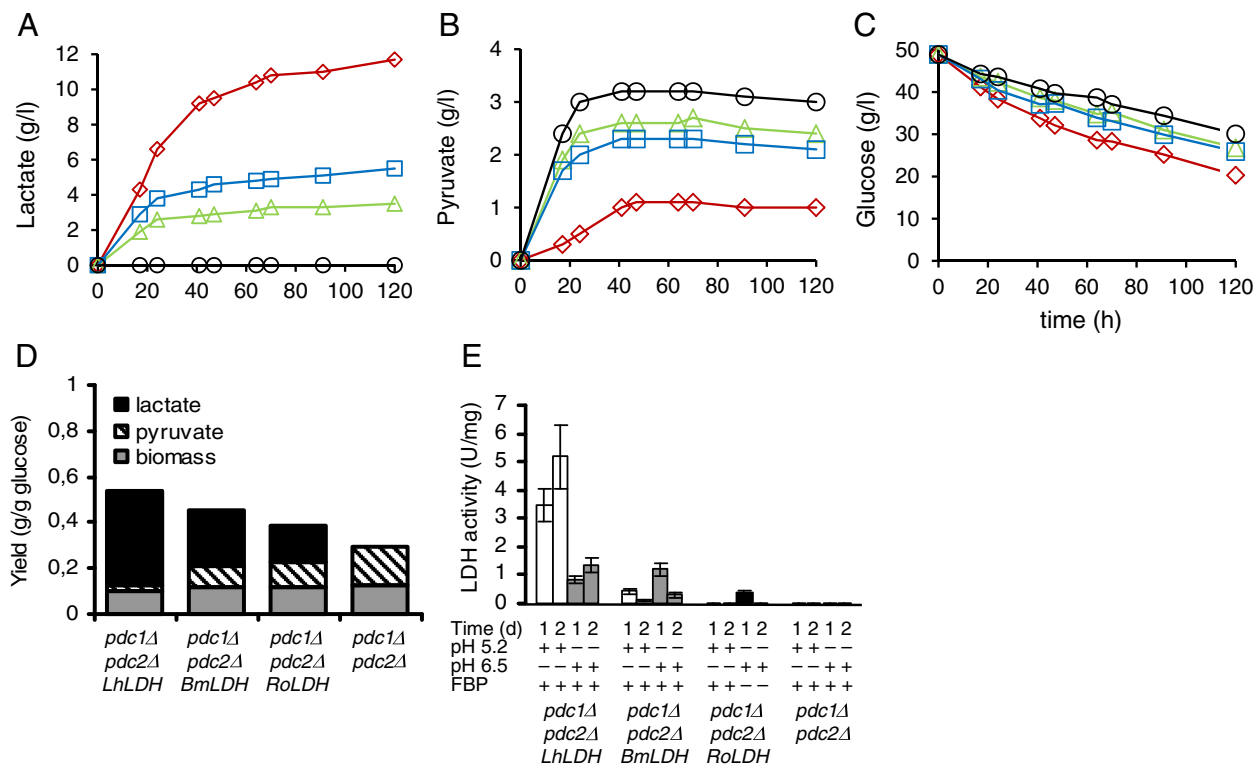 A
B
C
Lactate (g/l)
12
10
8
6
4
2
0
0 20 40 60 80 100 120
Pyruvate (g/l)
4
3
2
1
0
0 20 40 60 80 100 120
Glucose (g/l)
50
40
30
20
10
0
0 20 40 60 80 100 120
time (h)
D
Yield (g/g glucose)
1
0,8
0,6
0,4
0,2
0
lactate
pyruvate
biomass
pdc1Δ pdc1Δ pdc1Δ pdc1Δ
pdc2Δ pdc2Δ pdc2Δ pdc2Δ
LhLDH BmLDH RoLDH
E
LDH activity (U/mg)
7
6
5
4
3
2
1
0
Time (d) 1 2 1 2 1 2 1 2 1 2 1 2 1 2 1 2
pH 5.2 + + − − + + − − + + − − + + − −
pH 6.5 − − + + − − + + − − + + − − + +
FBP + + + + + + + + + + − − + + + +
pdc1Δ pdc1Δ pdc1Δ pdc1Δ
pdc2Δ pdc2Δ pdc2Δ pdc2Δ
LhLDH BmLDH RoLDH